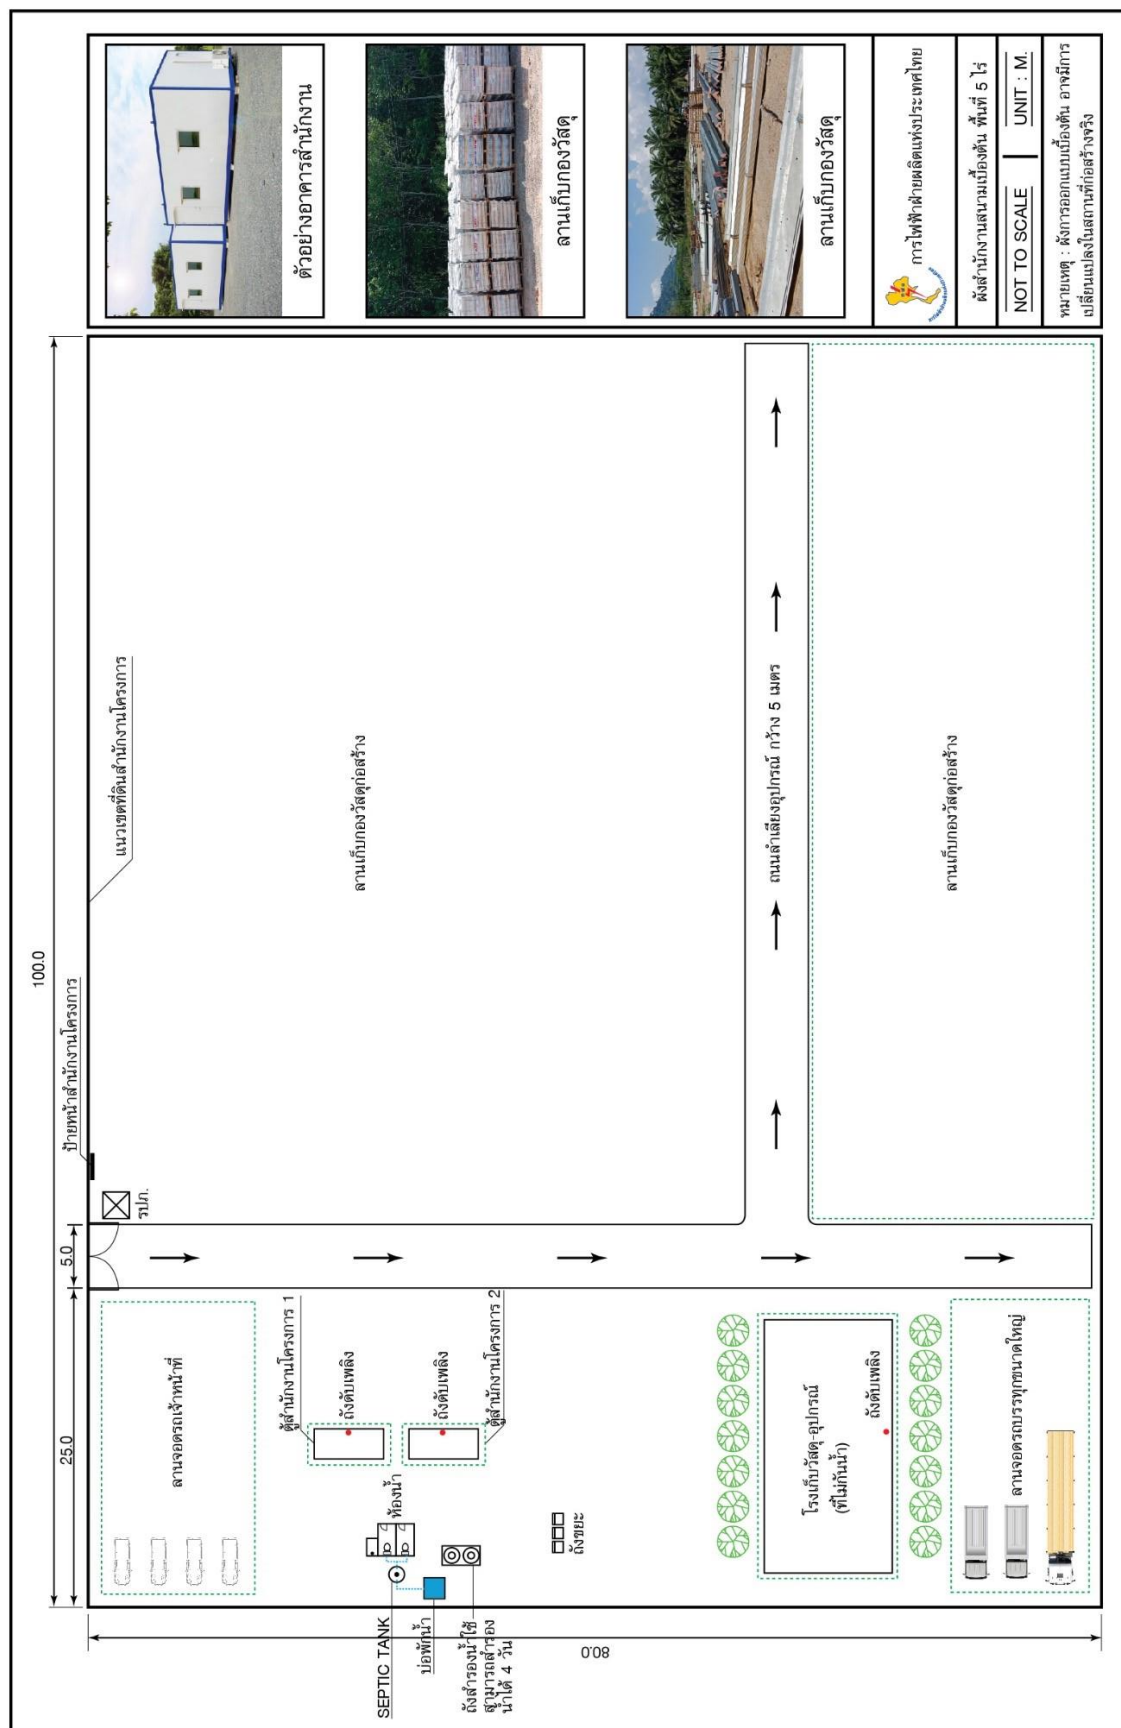 100.0
ป้ายหน้าสำนักงานโครงการ
แนวเขตที่ดินสำนักงานโครงการ
25.0
5.0
รปภ.
ลานจอดรถเจ้าหน้าที่
ตู้สำนักงานโครงการ 1
ถังดับเพลิง
ถังดับเพลิง
ตู้สำนักงานโครงการ 2
ห้องน้ำ
SEPTIC TANK
บ่อพักน้ำ
ถังสำรองน้ำใช้
สามารถสำรอง
น้ำได้ 4 วัน
ถังขยะ
80.0
ลานเก็บกองวัสดุก่อสร้าง
ถนนลำเลียงอุปกรณ์ กว้าง 5 เมตร
โรงเก็บวัสดุ-อุปกรณ์
(ที่ไม่กันน้ำ)
ถังดับเพลิง
ลานจอดรถบรรทุกขนาดใหญ่
ลานเก็บกองวัสดุก่อสร้าง
ตัวอย่างอาคารสำนักงาน
ลานเก็บกองวัสดุ
ลานเก็บกองวัสดุ
การไฟฟ้าฝ่ายผลิตแห่งประเทศไทย
ผังสำนักงานสนามเบื้องต้น พื้นที่ 5 ไร่
NOT TO SCALE
UNIT : M.
หมายเหตุ : ผังการออกแบบเบื้องต้น อาจมีการ
เปลี่ยนแปลงในสถานที่ก่อสร้างจริง